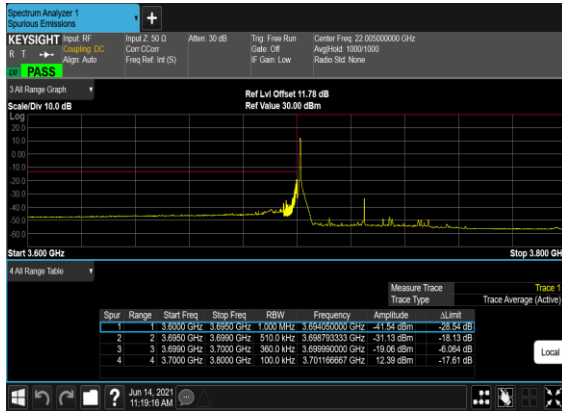 Spectrum Analyzer 1
Spurious Emissions
+
KEYSIGHT Input: RF Input Z: 50 Ω Atten: 30 dB Trig: Free Run Center Freq: 22.005000000 GHz
R T Coupling: DC Corr CCorr Gate: Off Avg|Hold: 1000/1000
Align: Auto Freq Ref: Int (S) IF Gain: Low Radio Std: None
PASS
3 All Range Graph Ref Lvl Offset 11.78 dB
Scale/Div 10.0 dB Ref Value 30.00 dBm
Log
20.0
10.0
0.00
-10.0
-20.0
-30.0
-40.0
-50.0
-60.0
Start 3.600 GHz Stop 3.800 GH
4 All Range Table
Measure Trace Trace 1
Trace Type Trace Average (Active)
Spur Range Start Freq Stop Freq RBW Frequency Amplitude ΔLimit
1 1 3.6000 GHz 3.6950 GHz 1.000 MHz 3.694050000 GHz -41.54 dBm -28.54 dB
2 2 3.6950 GHz 3.6990 GHz 510.0 kHz 3.698793333 GHz -31.13 dBm -18.13 dB
3 3 3.6990 GHz 3.7000 GHz 360.0 kHz 3.699990000 GHz -19.06 dBm -6.064 dB
4 4 3.7000 GHz 3.8000 GHz 100.0 kHz 3.701166667 GHz 12.39 dBm -17.61 dB
Local
? Jun 14, 2021
11:19:16 AM